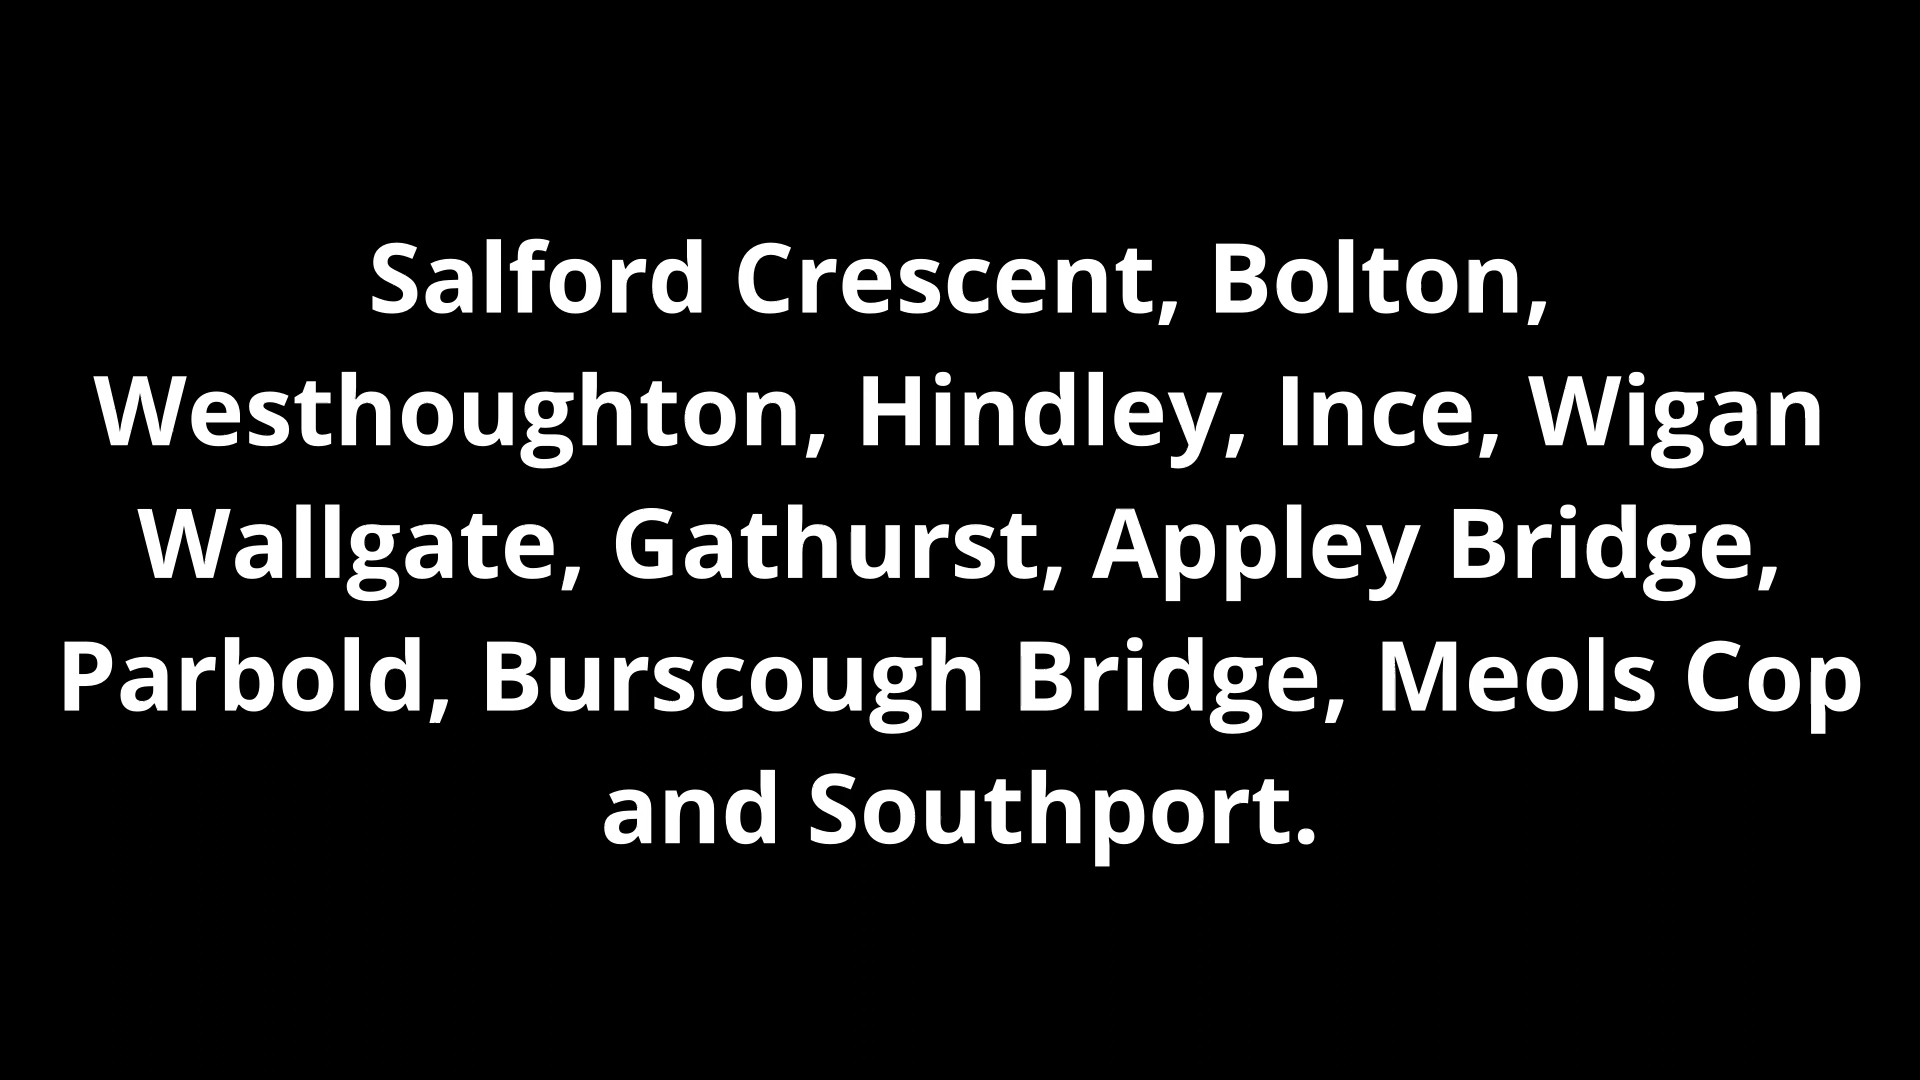 Salford Crescent, Bolton,
Westhoughton, Hindley, Ince, Wigan
Wallgate, Gathurst, Appley Bridge,
Parbold, Burscough Bridge, Meols Cop
and Southport.